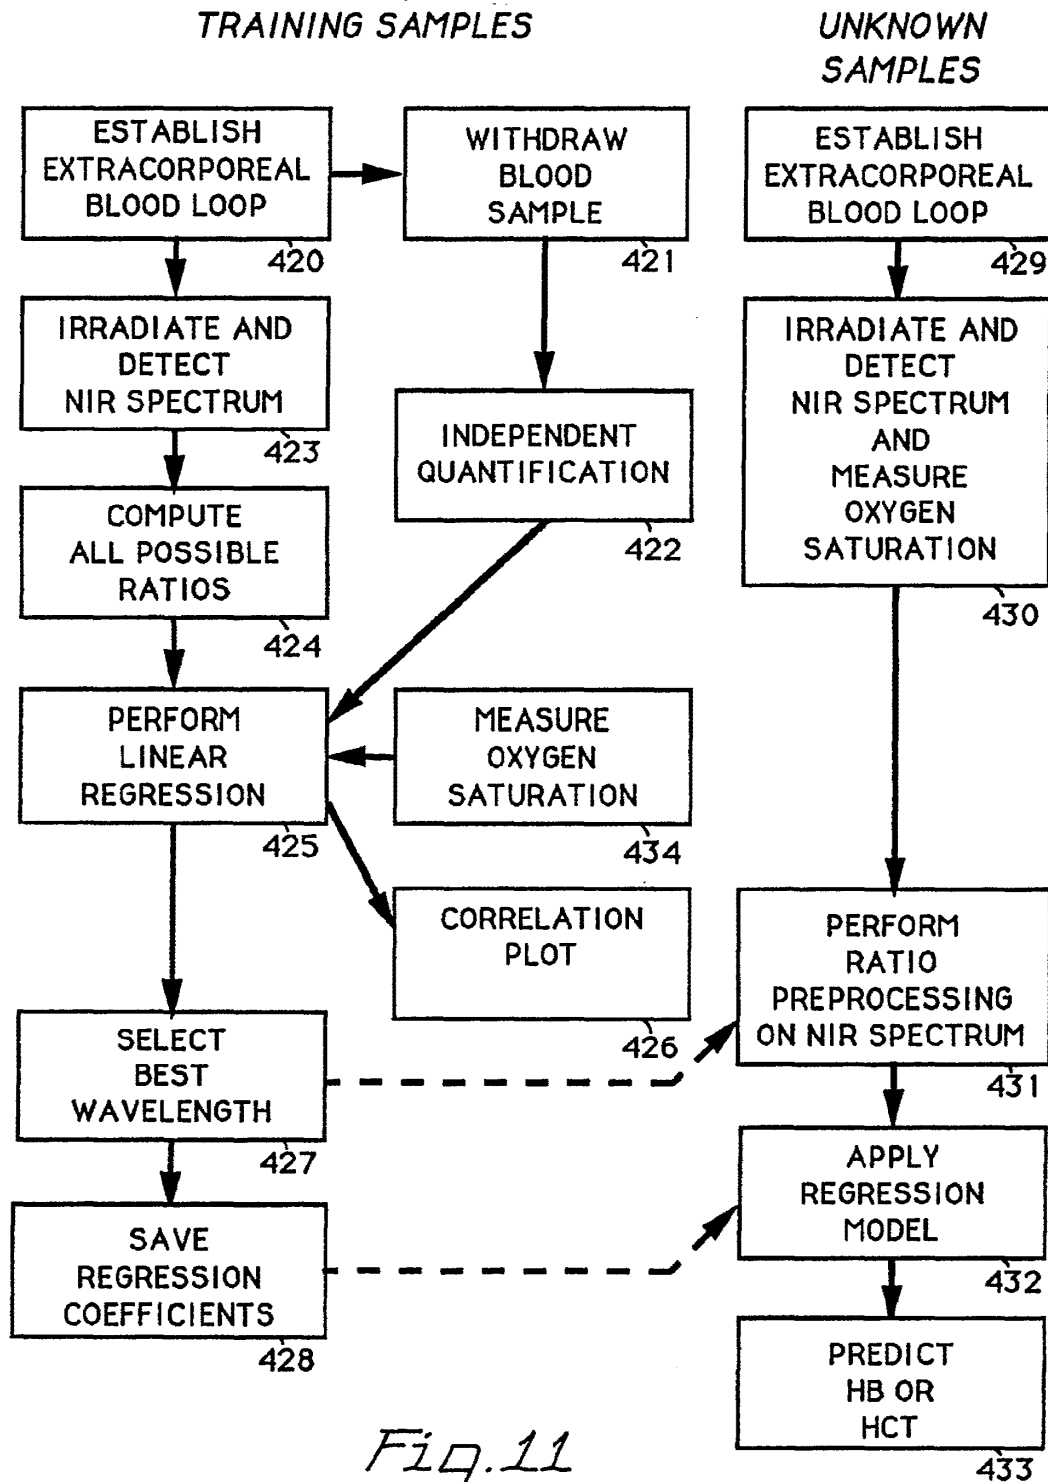 TRAINING SAMPLES
UNKNOWN
SAMPLES
ESTABLISH
EXTRACORPOREAL
BLOOD LOOP
420
WITHDRAW
BLOOD
SAMPLE
421
IRRADIATE AND
DETECT
NIR SPECTRUM
423
INDEPENDENT
QUANTIFICATION
422
COMPUTE
ALL POSSIBLE
RATIOS
424
PERFORM
LINEAR
REGRESSION
425
MEASURE
OXYGEN
SATURATION
434
CORRELATION
PLOT
426
SELECT
BEST
WAVELENGTH
427
SAVE
REGRESSION
COEFFICIENTS
428
ESTABLISH
EXTRACORPOREAL
BLOOD LOOP
429
IRRADIATE AND
DETECT
NIR SPECTRUM
AND
MEASURE
OXYGEN
SATURATION
430
PERFORM
RATIO
PREPROCESSING
ON NIR SPECTRUM
431
APPLY
REGRESSION
MODEL
432
PREDICT
HB OR
HCT
433
Fig. 11